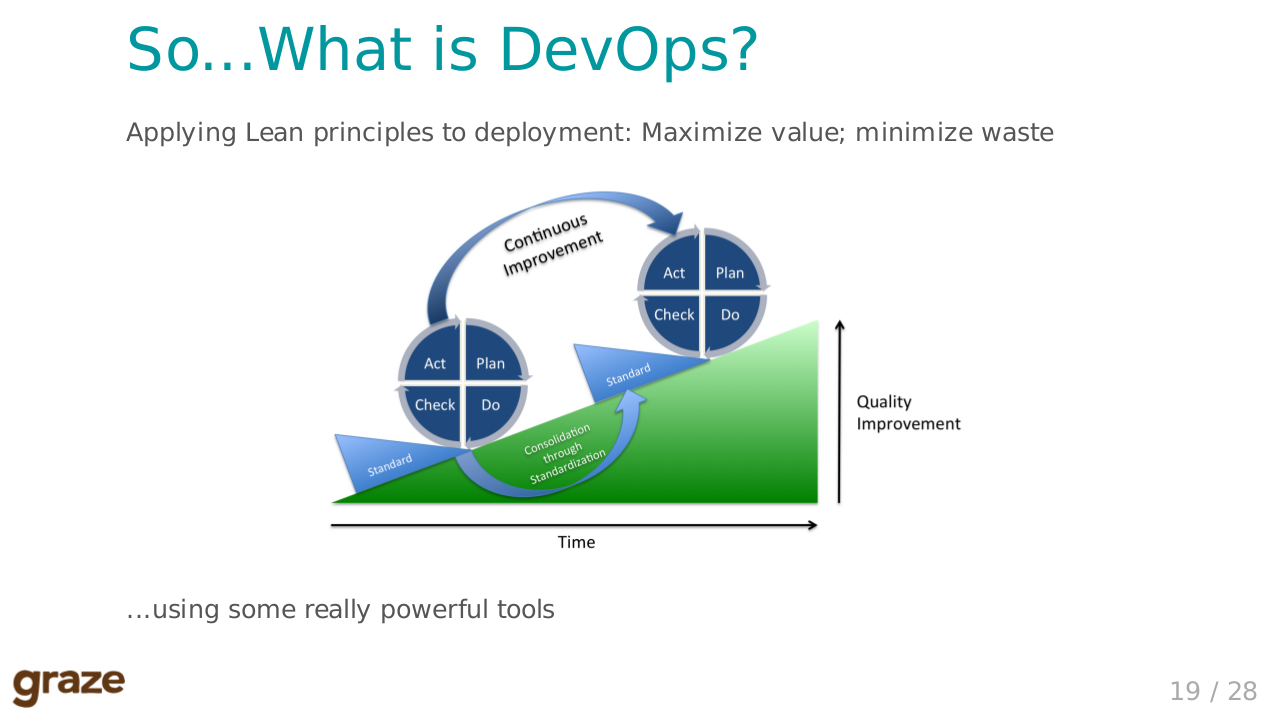 So...What is DevOps?
Applying Lean principles to deployment: Maximize value; minimize waste
Continuous
Improvement
Act
Plan
Check
Do
Act
Plan
Check
Do
Standard
Standard
Consolidation
through
Standardization
Quality
Improvement
Time
...using some really powerful tools
graze
19 / 28